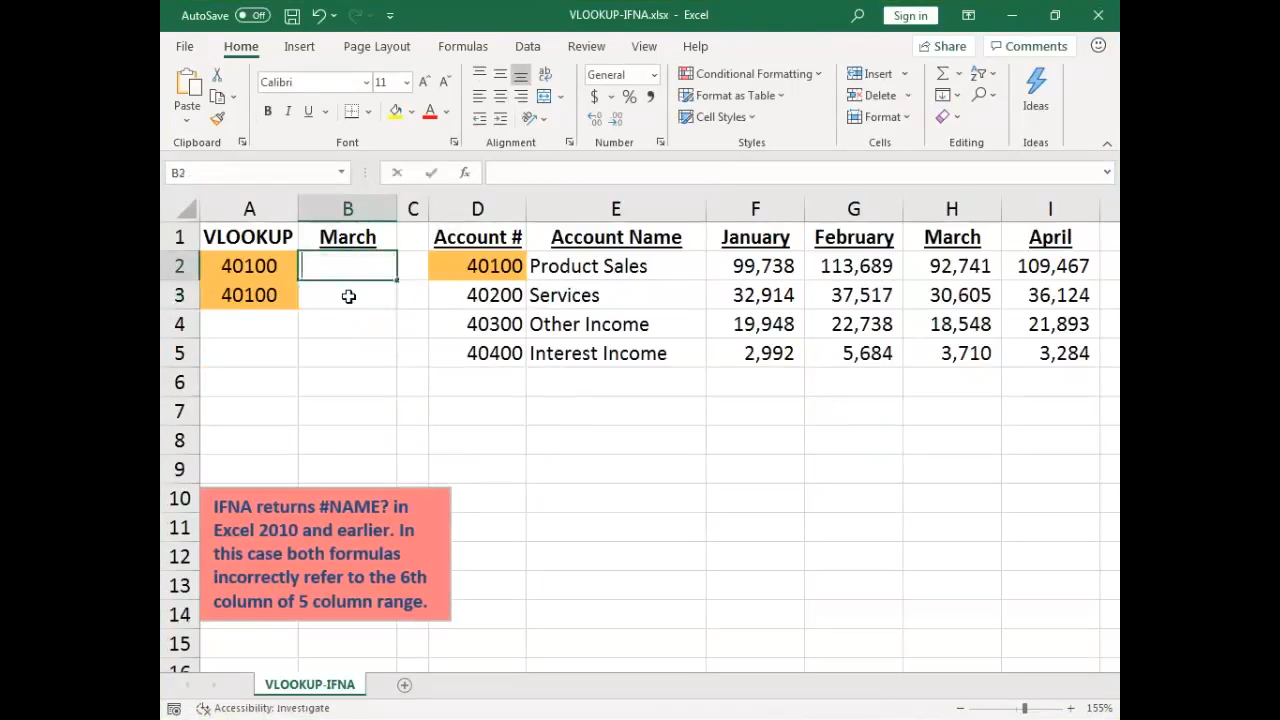 AutoSave Off VLOOKUP-IFNA.xlsx - Excel Sign in
File Home Insert Page Layout Formulas Data Review View Help Share Comments
Paste
Calibri 11
General
$ % ,
B I U A
Conditional Formatting
Format as Table
Cell Styles
Insert
Delete
Format
Ideas
Clipboard Font Alignment Number Styles Cells Editing Ideas
B2 fx
A B C D E F G H I
1 VLOOKUP March Account # Account Name January February March April
2 40100 40100 Product Sales 99,738 113,689 92,741 109,467
3 40100 40200 Services 32,914 37,517 30,605 36,124
4 40300 Other Income 19,948 22,738 18,548 21,893
5 40400 Interest Income 2,992 5,684 3,710 3,284
6
7
8
9
10
11
12
13
14
15
16
IFNA returns #NAME? in
Excel 2010 and earlier. In
this case both formulas
incorrectly refer to the 6th
column of 5 column range.
VLOOKUP-IFNA
Accessibility: Investigate 155%